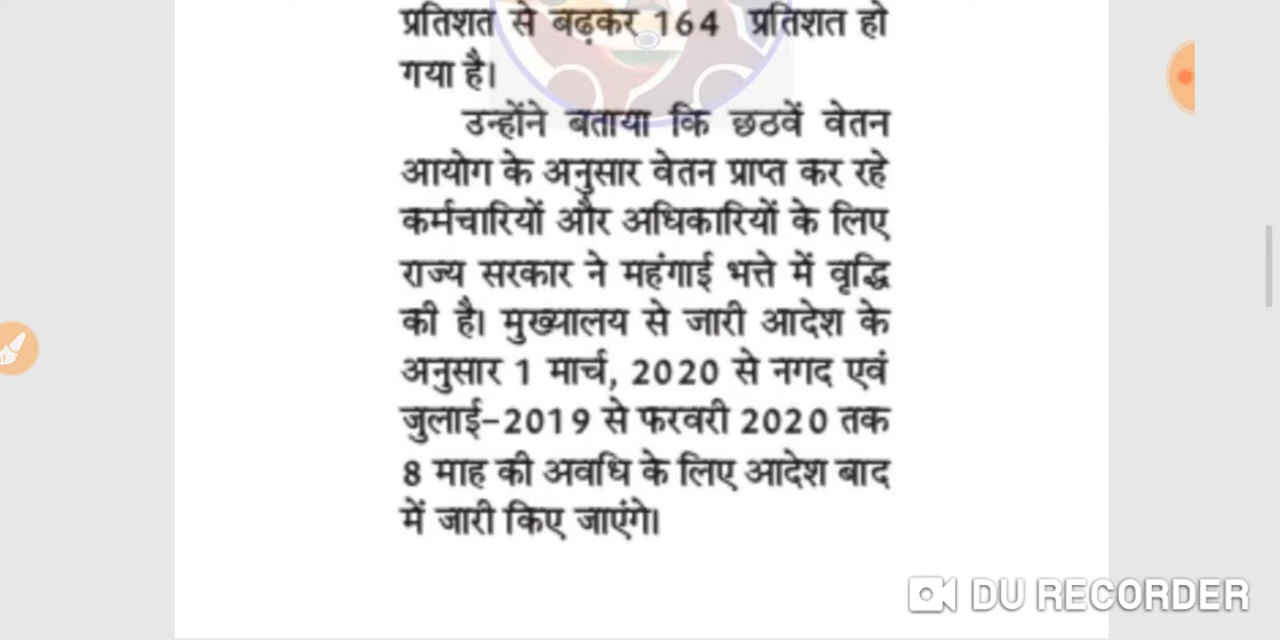 प्रतिशत से बढ़कर 164 प्रतिशत हो
गया है।
उन्होंने बताया कि छठवें वेतन
आयोग के अनुसार वेतन प्राप्त कर रहे
कर्मचारियों और अधिकारियों के लिए
राज्य सरकार ने महंगाई भत्ते में वृद्धि
की है। मुख्यालय से जारी आदेश के
अनुसार 1 मार्च, 2020 से नगद एवं
जुलाई-2019 से फरवरी 2020 तक
8 माह की अवधि के लिए आदेश बाद
में जारी किए जाएंगे।
DU RECORDER